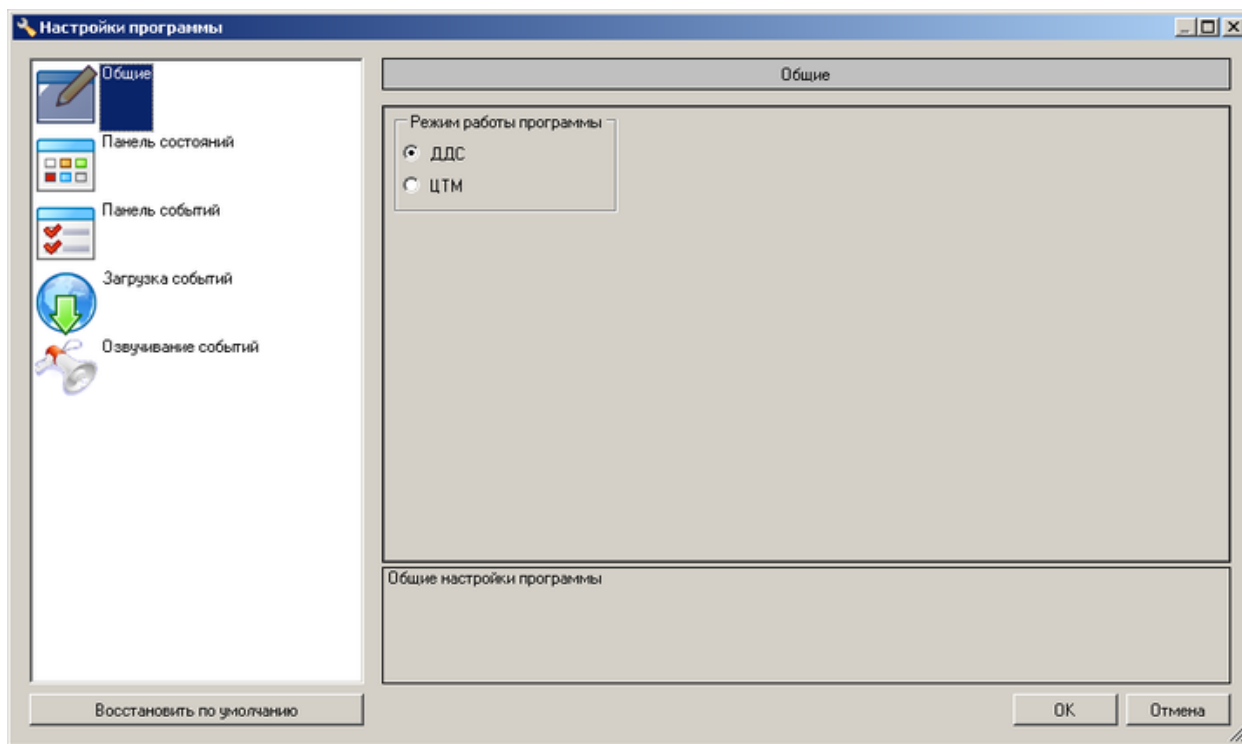 Настройки программы
Общие
Панель состояний
Панель событий
Загрузка событий
Озвучивание событий
Восстановить по умолчанию
Общие
Режим работы программы
ДДС
ЦТМ
Общие настройки программы
OK
Отмена